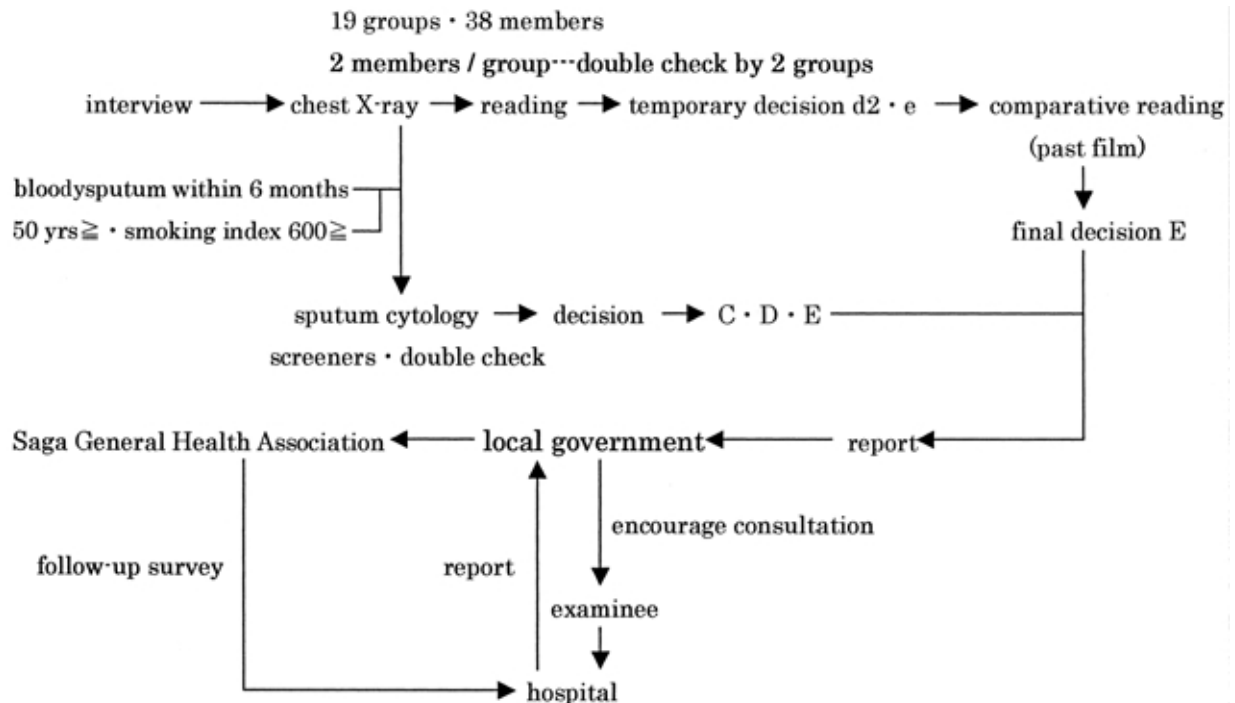 19 groups・38 members
2 members / group…double check by 2 groups
interview chest X-ray reading temporary decision d2・e comparative reading
(past film)
bloodysputum within 6 months
50 yrs≧・smoking index 600≧
final decision E
sputum cytology decision C・D・E
screeners・double check
Saga General Health Association local government report
encourage consultation
follow-up survey report
examinee
hospital